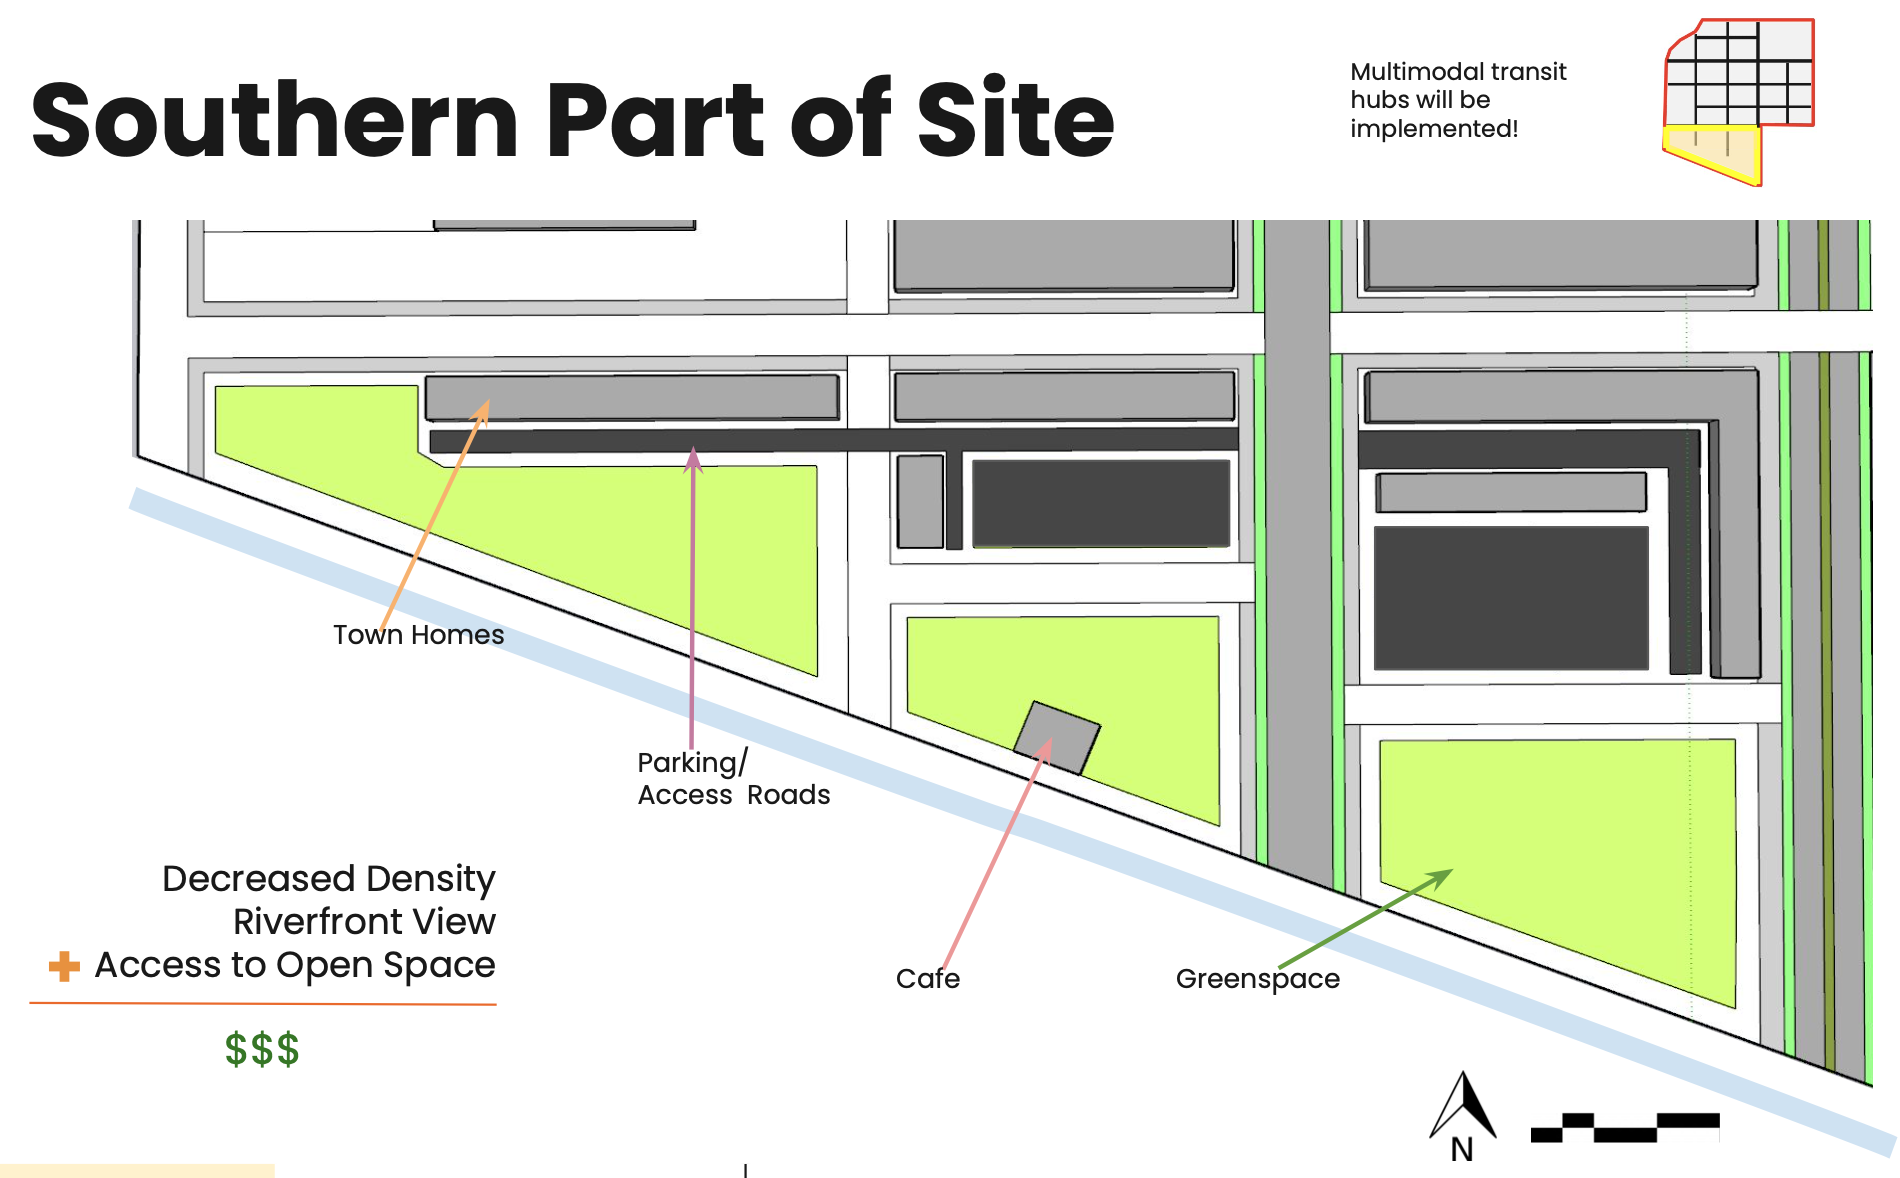 Southern Part of Site
Multimodal transit
hubs will be
implemented!
Town Homes
Parking/
Access Roads
Decreased Density
Riverfront View
+ Access to Open Space
$$$
Cafe
Greenspace
N